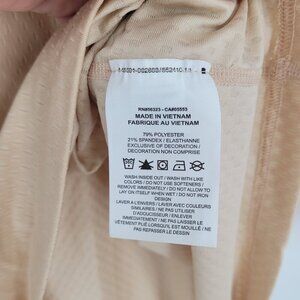 RN#56323 - CA#05553
MADE IN VIETNAM
FABRIQUE AU VIETNAM
79% POLYESTER
21% SPANDEX / ELASTHANNE
EXCLUSIVE OF DECORATION /
DECORATION NON COMPRISE
WASH INSIDE OUT / WASH WITH LIKE
COLORS / DO NOT USE SOFTENERS /
REMOVE IMMEDIATELY / DO NOT ALLOW TO
LAY ON ITSELF WHEN WET / DO NOT IRON
DESIGN
LAVER A L'ENVERS / LAVER AVEC COULEURS
SIMILAIRES / NE PAS UTILISER
D'ADOUCISSEUR / ENLEVER
IMMÉDIATEMENT / NE PAS LAISSER LE
VÊTEMENT PLIÉ LORSQU'IL EST MOUILLÉ / NE
PAS REPASSER LE DESSIN